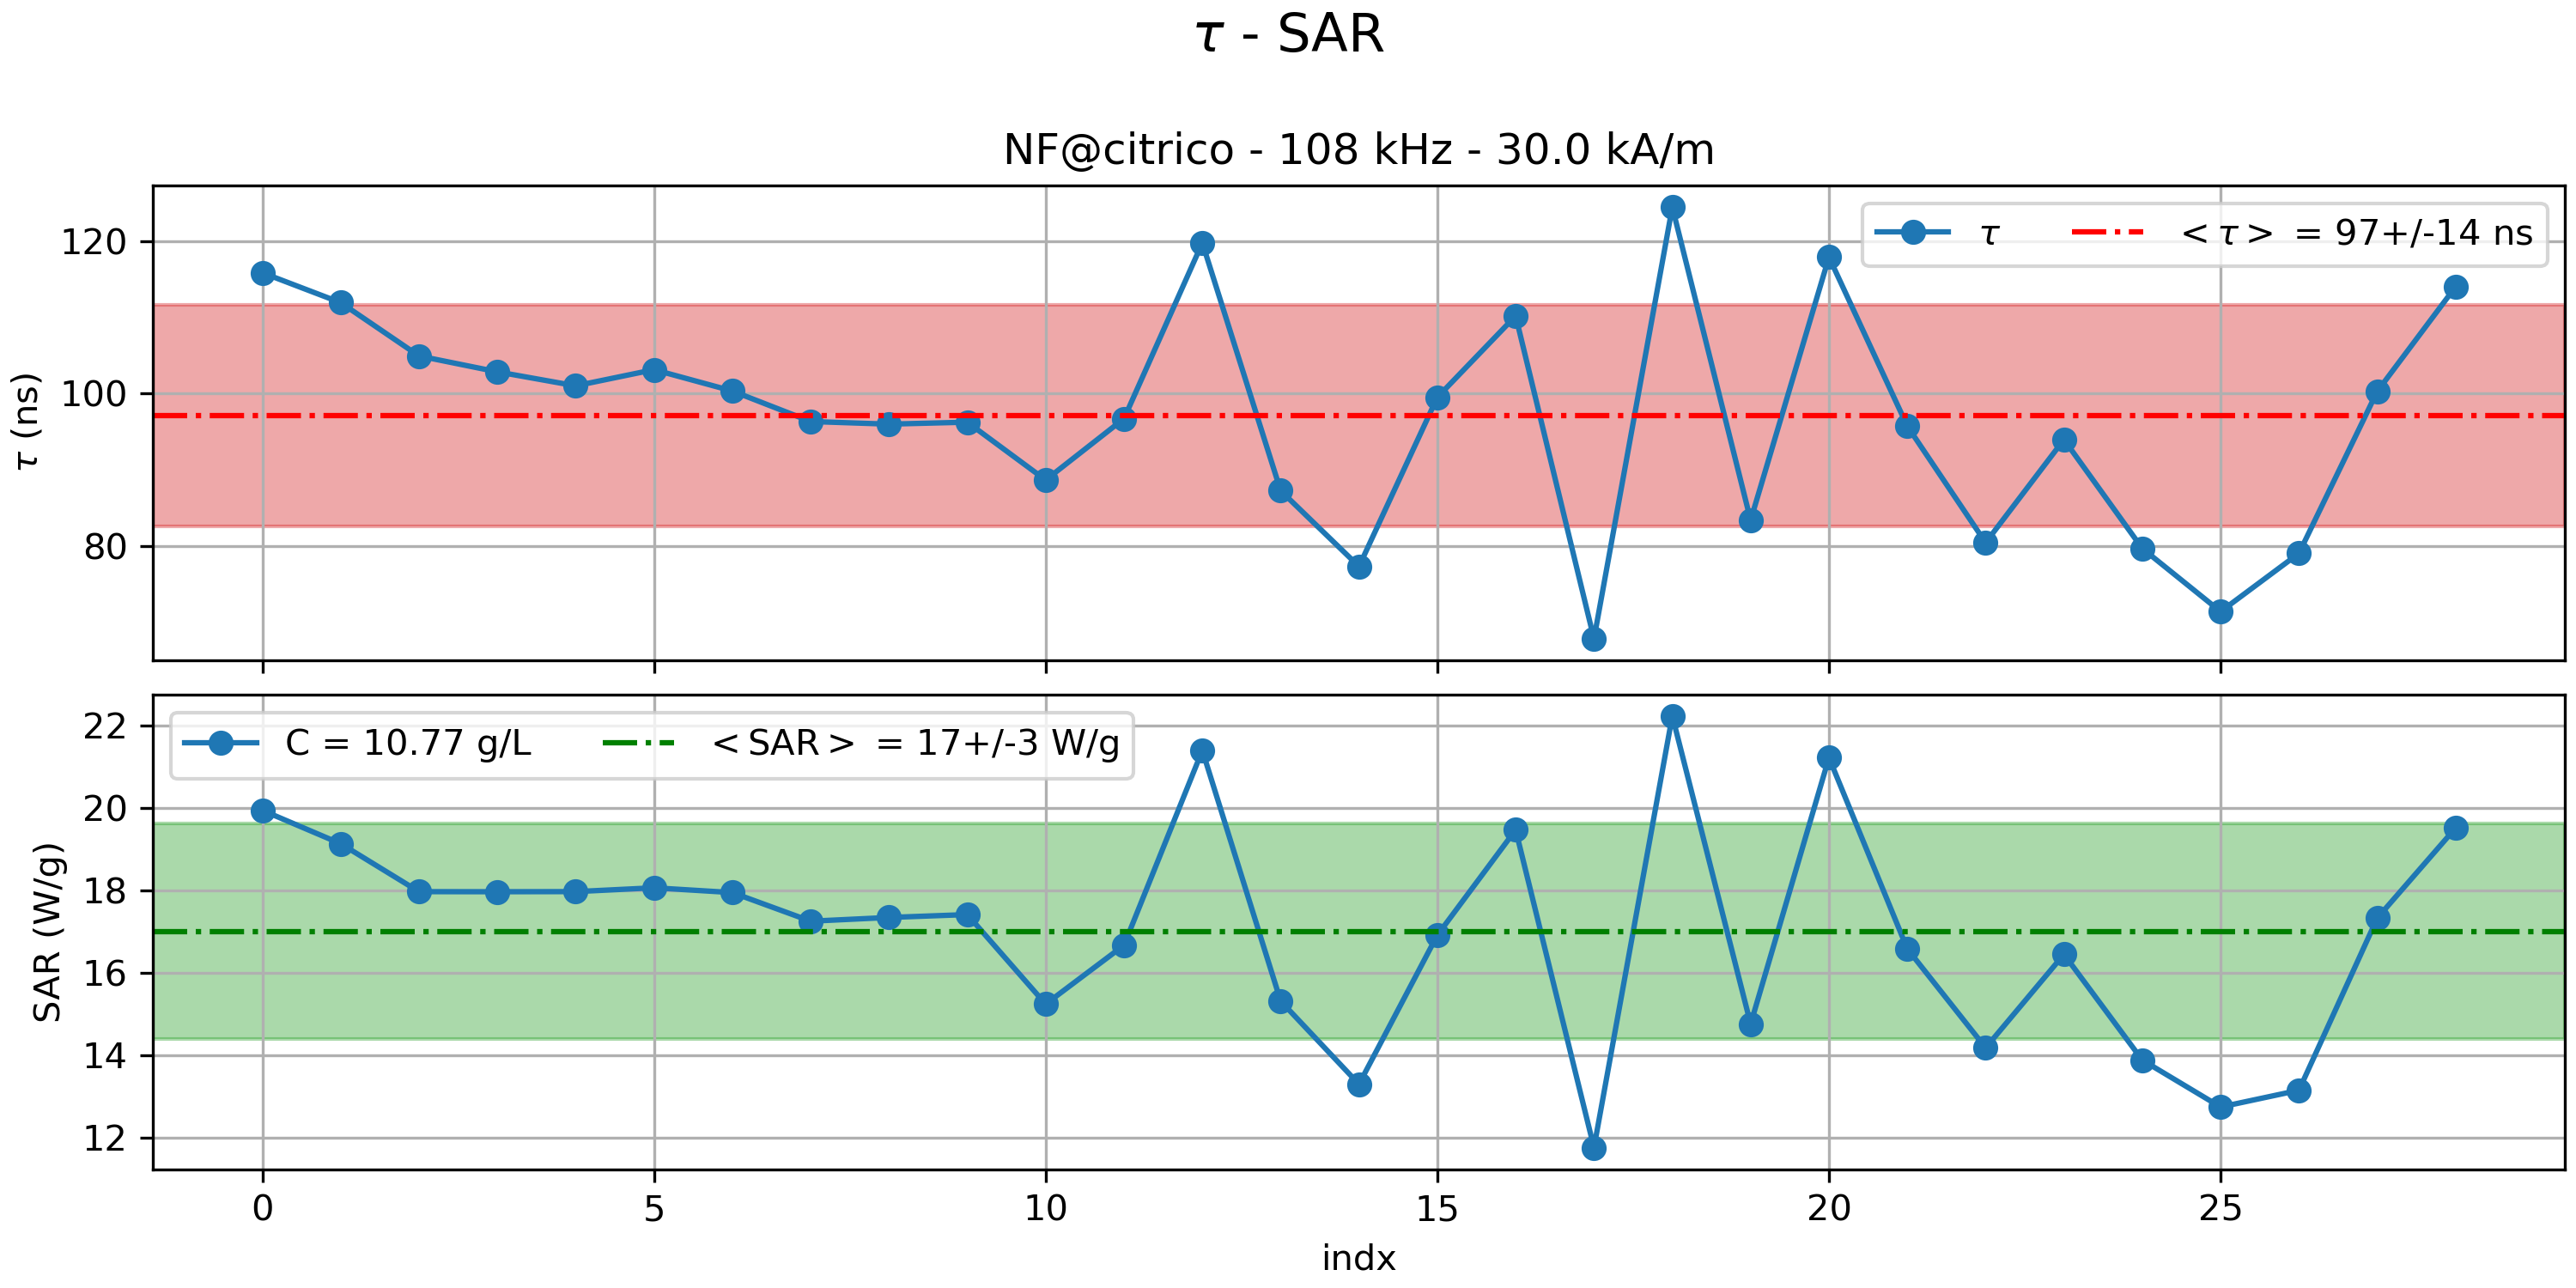 τ - SAR
NF@citrico - 108 kHz - 30.0 kA/m
τ <τ> = 97+/-14 ns
120
100
80
τ (ns)
C = 10.77 g/L <SAR> = 17+/-3 W/g
22
20
18
16
14
12
SAR (W/g)
0 5 10 15 20 25
indx